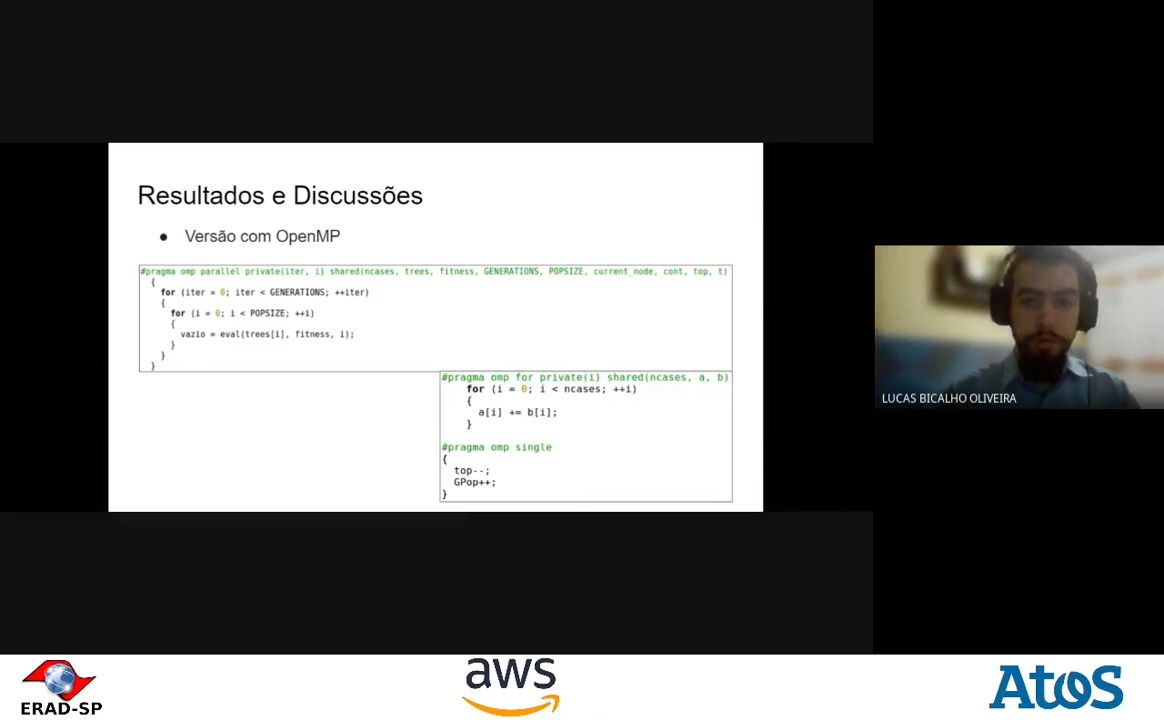 Resultados e Discussões
● Versão com OpenMP
#pragma omp parallel private(iter, i) shared(ncases, trees, fitness, GENERATIONS, POPSIZE, current_node, cont, top, t)
{
for (iter = 0; iter < GENERATIONS; ++iter)
{
for (i = 0; i < POPSIZE; ++i)
{
vazio = eval(trees[i], fitness, i);
}
}
}
#pragma omp for private(i) shared(ncases, a, b)
for (i = 0; i < ncases; ++i)
{
a[i] += b[i];
}
#pragma omp single
{
top--;
GPop++;
}
LUCAS BICALHO OLIVEIRA
ERAD-SP
aws
Atos